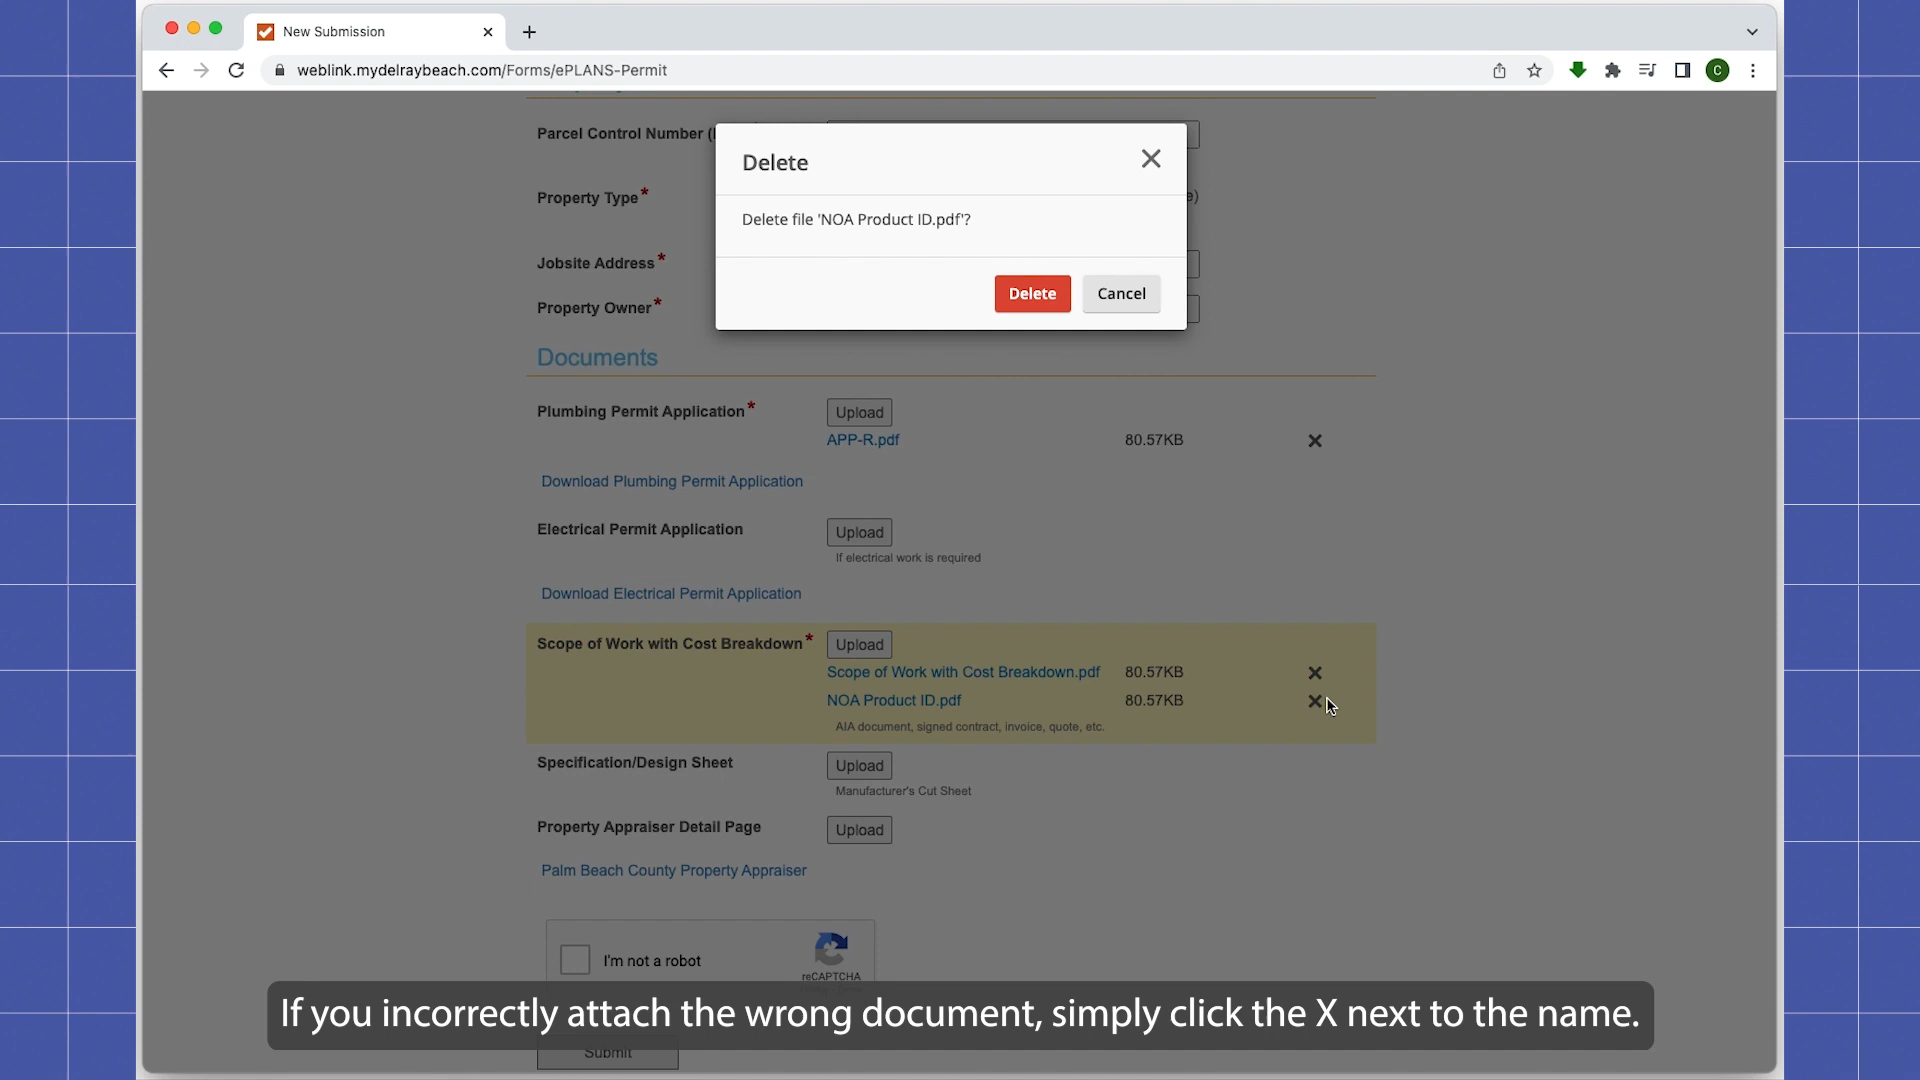 New Submission
weblink.mydelraybeach.com/Forms/ePLANS-Permit
C
Parcel Control Number (
Delete
Delete file 'NOA Product ID.pdf'?
Delete
Cancel
Property Type*
e)
Jobsite Address*
Property Owner*
Documents
Plumbing Permit Application*
Upload
APP-R.pdf 80.57KB
Download Plumbing Permit Application
Electrical Permit Application
Upload
If electrical work is required
Download Electrical Permit Application
Scope of Work with Cost Breakdown*
Upload
Scope of Work with Cost Breakdown.pdf 80.57KB
NOA Product ID.pdf 80.57KB
AIA document, signed contract, invoice, quote, etc.
Specification/Design Sheet
Upload
Manufacturer's Cut Sheet
Property Appraiser Detail Page
Upload
Palm Beach County Property Appraiser
I'm not a robot
reCAPTCHA
If you incorrectly attach the wrong document, simply click the X next to the name.
Submit